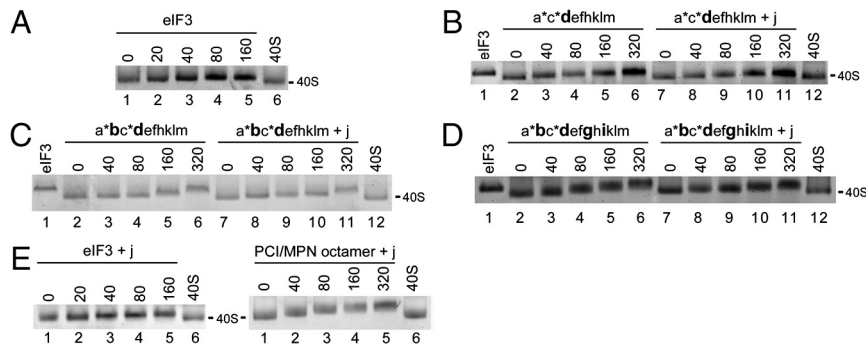 A
eIF3
0 20 40 80 160 40S
40S
1 2 3 4 5 6
B
a*c*defhklm a*c*defhklm + j
eIF3 0 40 80 160 320 0 40 80 160 320 40S
40S
1 2 3 4 5 6 7 8 9 10 11 12
C
a*bc*defhklm a*bc*defhklm + j
eIF3 0 40 80 160 320 0 40 80 160 320 40S
40S
1 2 3 4 5 6 7 8 9 10 11 12
D
a*bc*defghiklm a*bc*defghiklm + j
eIF3 0 40 80 160 320 0 40 80 160 320 40S
40S
1 2 3 4 5 6 7 8 9 10 11 12
E
eIF3 + j PCI/MPN octamer + j
0 20 40 80 160 40S 0 40 80 160 320 40S
40S
1 2 3 4 5 6 1 2 3 4 5 6